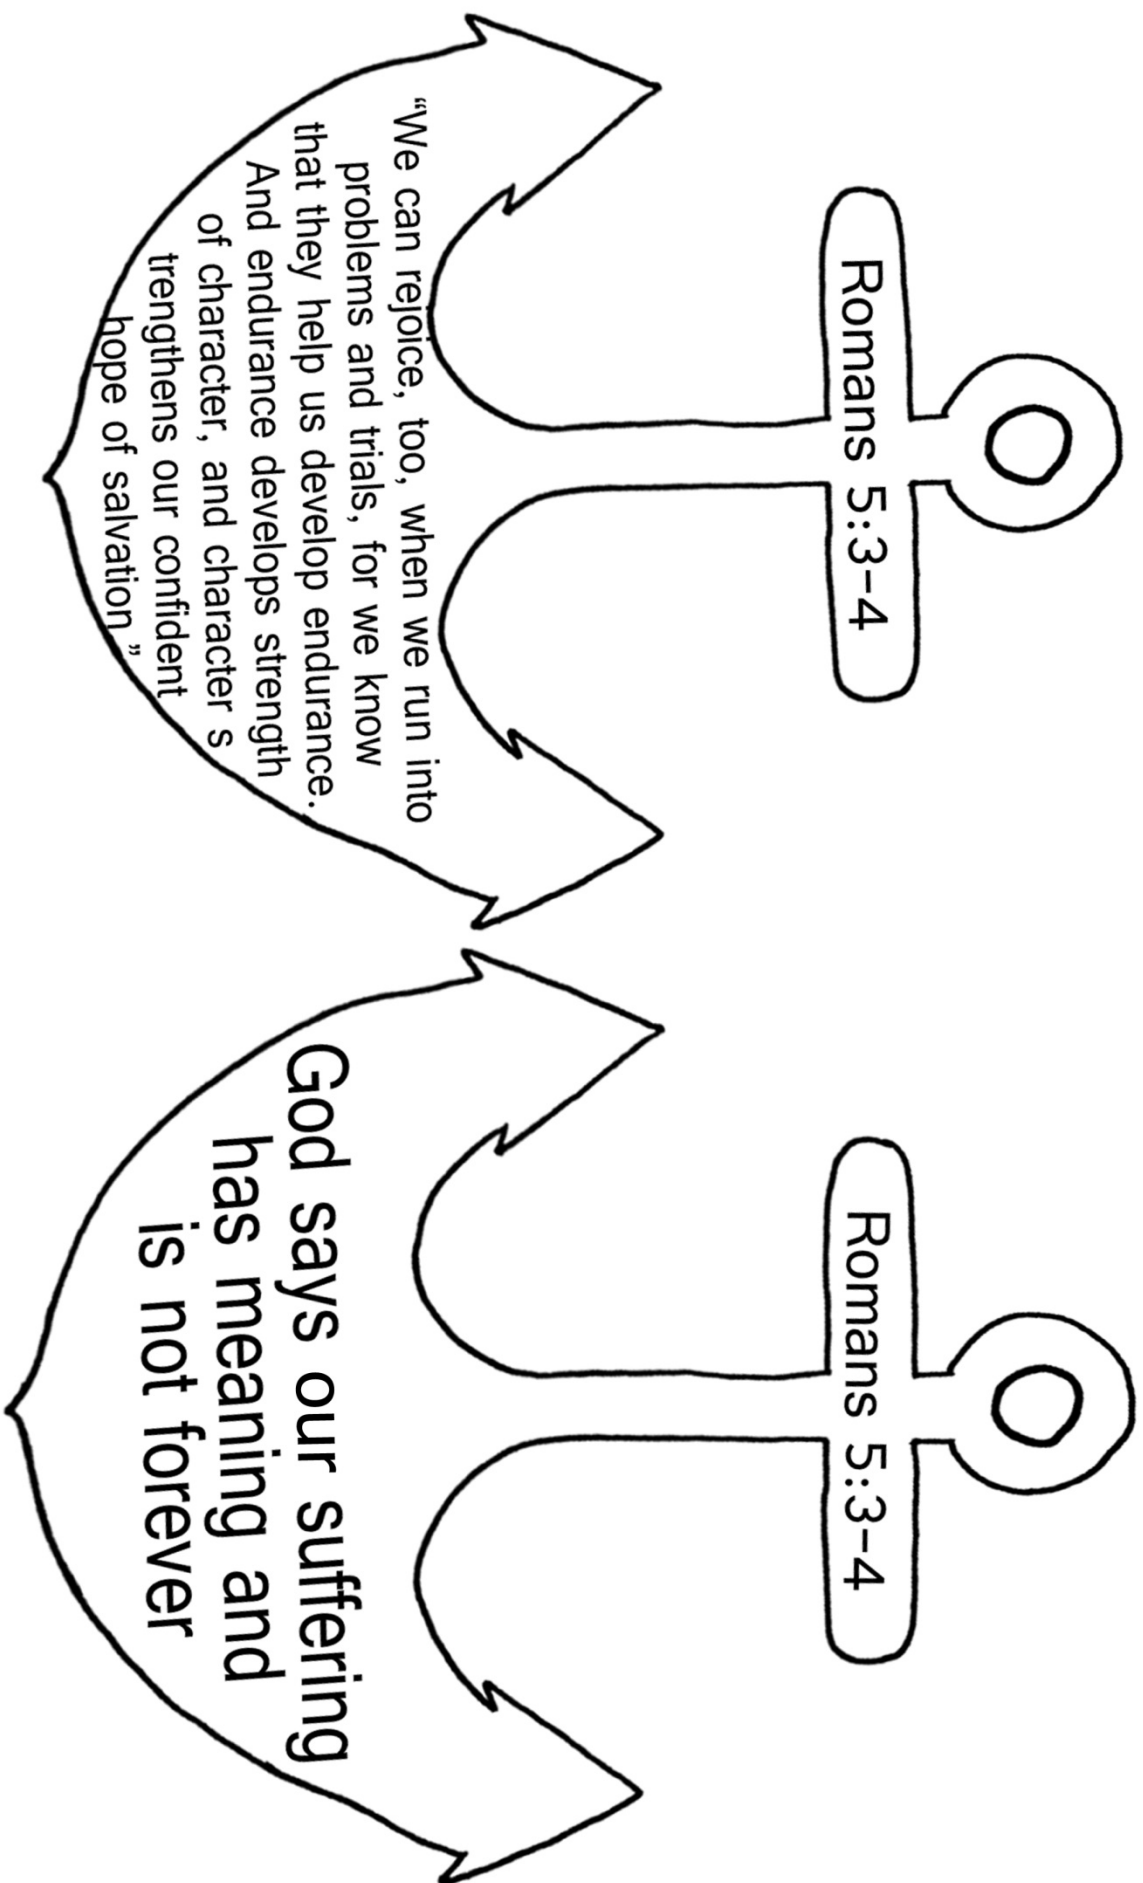 Romans 5:3-4
“We can rejoice, too, when we run into
problems and trials, for we know
that they help us develop endurance.
And endurance develops strength
of character, and character s
trengthens our confident
hope of salvation”
Romans 5:3-4
God says our suffering
has meaning and
is not forever